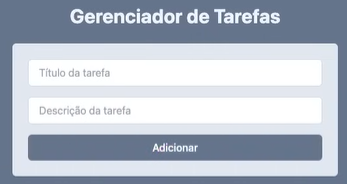 Gerenciador de Tarefas
Título da tarefa
Descrição da tarefa
Adicionar